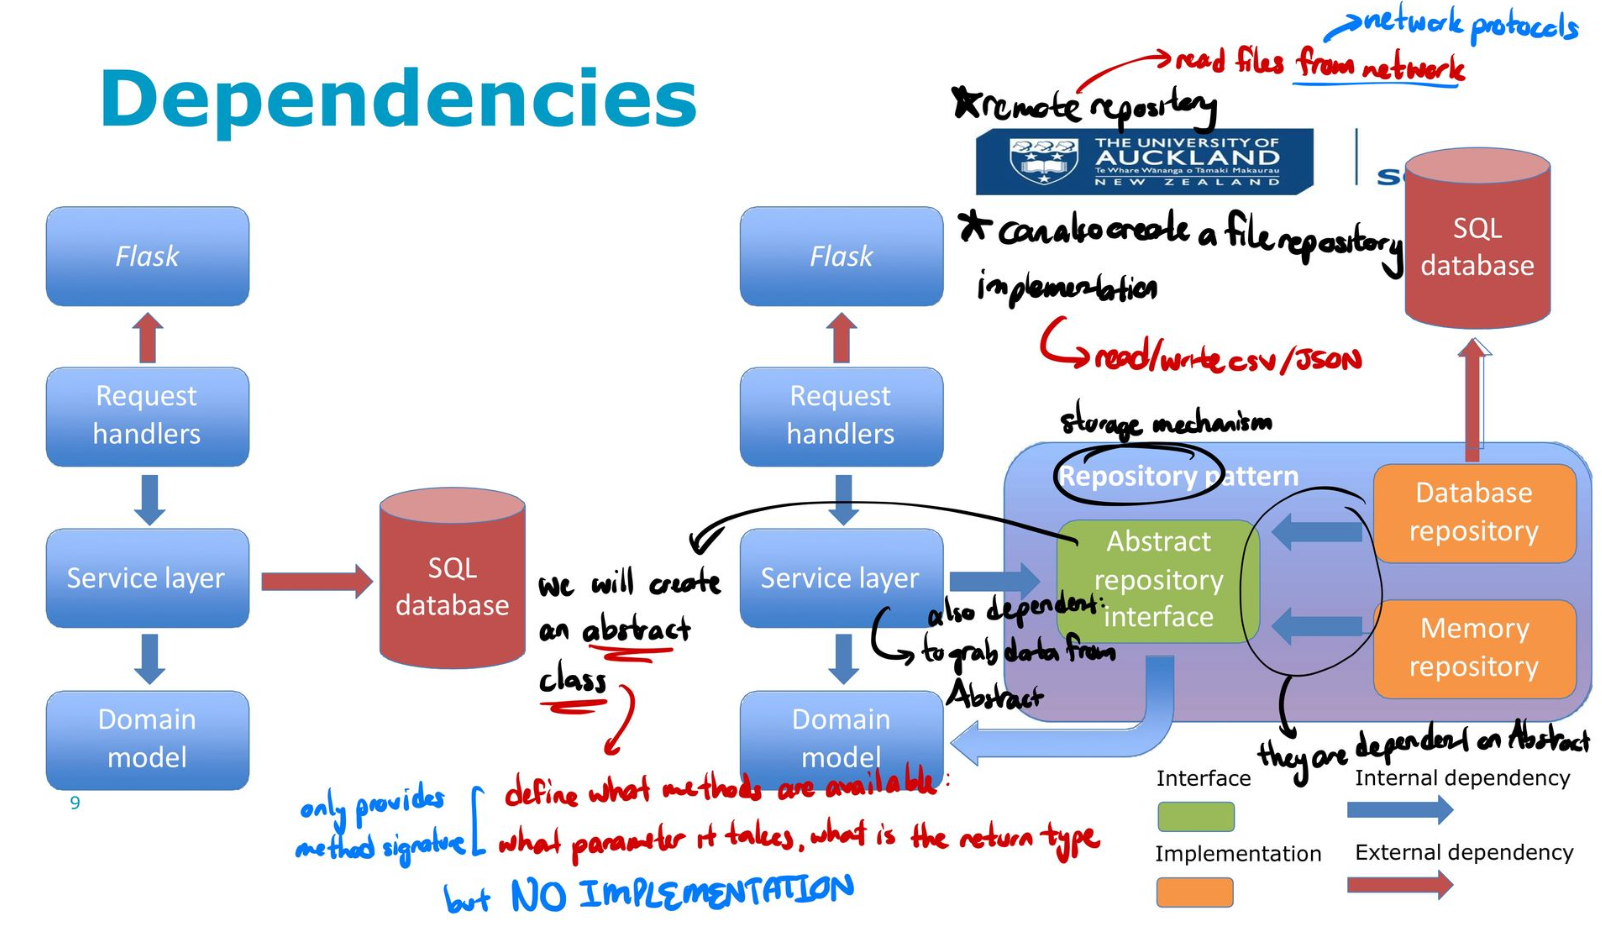 network protocols
read files from network
Dependencies
*remote repository
THE UNIVERSITY OF
AUCKLAND
Te Whare Wānanga o Tāmaki Makaurau
NEW ZEALAND
Flask
Flask
* can also create a file repository
implementation
SQL
database
read/write csv/JSON
Request
handlers
Request
handlers
storage mechanism
Repository pattern
Database
repository
Service layer
SQL
database
we will create
an abstract
class
Service layer
Abstract
repository
interface
also dependent:
to grab data from
Abstract
Memory
repository
Domain
model
Domain
model
they are dependent on Abstract
9
only provides
method signature
define what methods are available:
what parameter it takes, what is the return type
but NO IMPLEMENTATION
Interface
Internal dependency
Implementation
External dependency